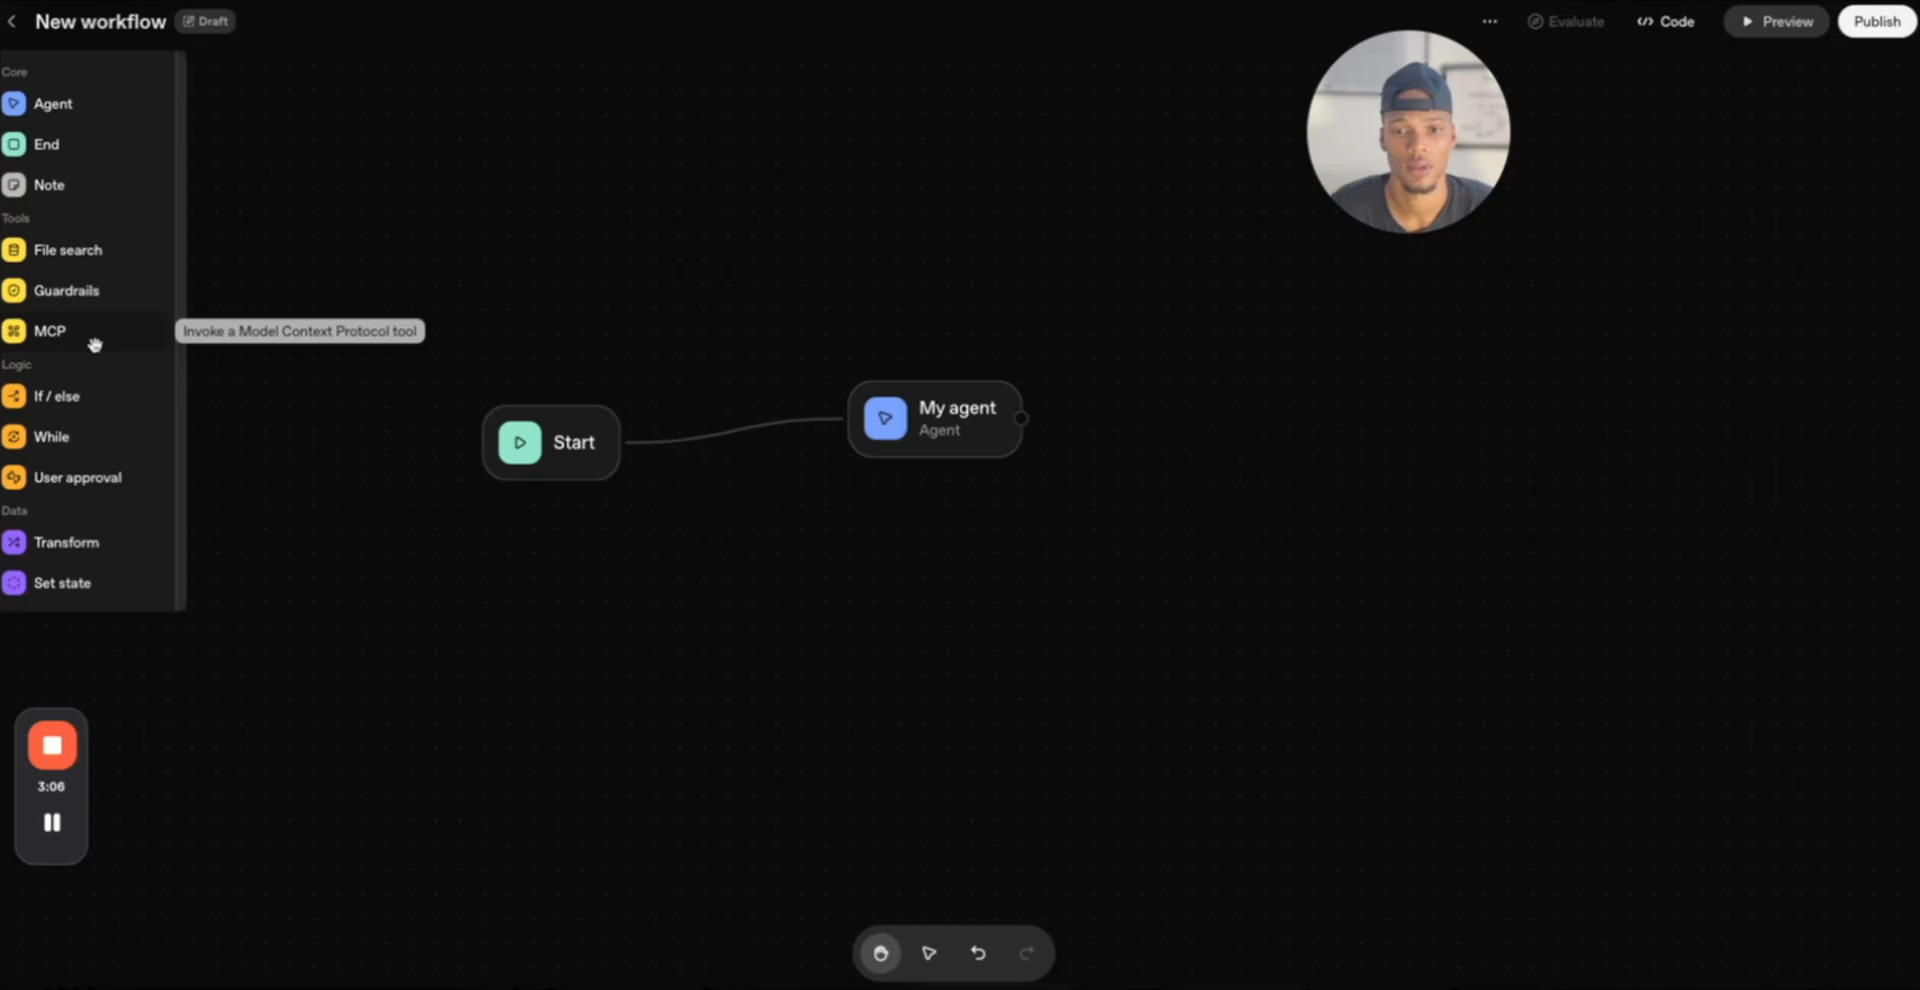 New workflow
Draft
Evaluate
Code
Preview
Publish
Core
Agent
End
Note
Tools
File search
Guardrails
MCP
Invoke a Model Context Protocol tool
Logic
If / else
While
User approval
Data
Transform
Set state
Start
My agent
Agent
3:06